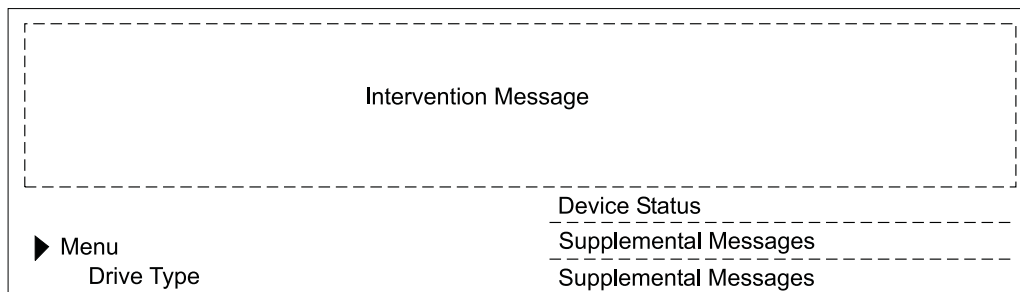 Intervention Message
Device Status
Supplemental Messages
Menu
Drive Type
Supplemental Messages